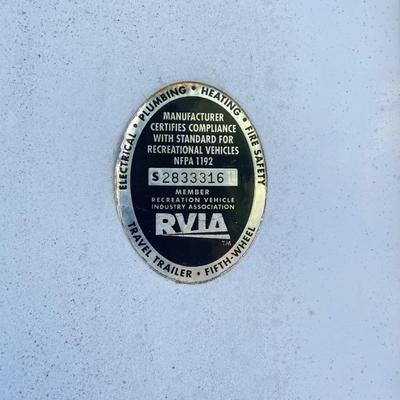 ELECTRICAL • PLUMBING • HEATING • FIRE SAFETY
MANUFACTURER
CERTIFIES COMPLIANCE
WITH STANDARD FOR
RECREATIONAL VEHICLES
NFPA 1192
S 2833316
MEMBER
RECREATION VEHICLE
INDUSTRY ASSOCIATION
RVIA
TM
TRAVEL TRAILER • FIFTH-WHEEL